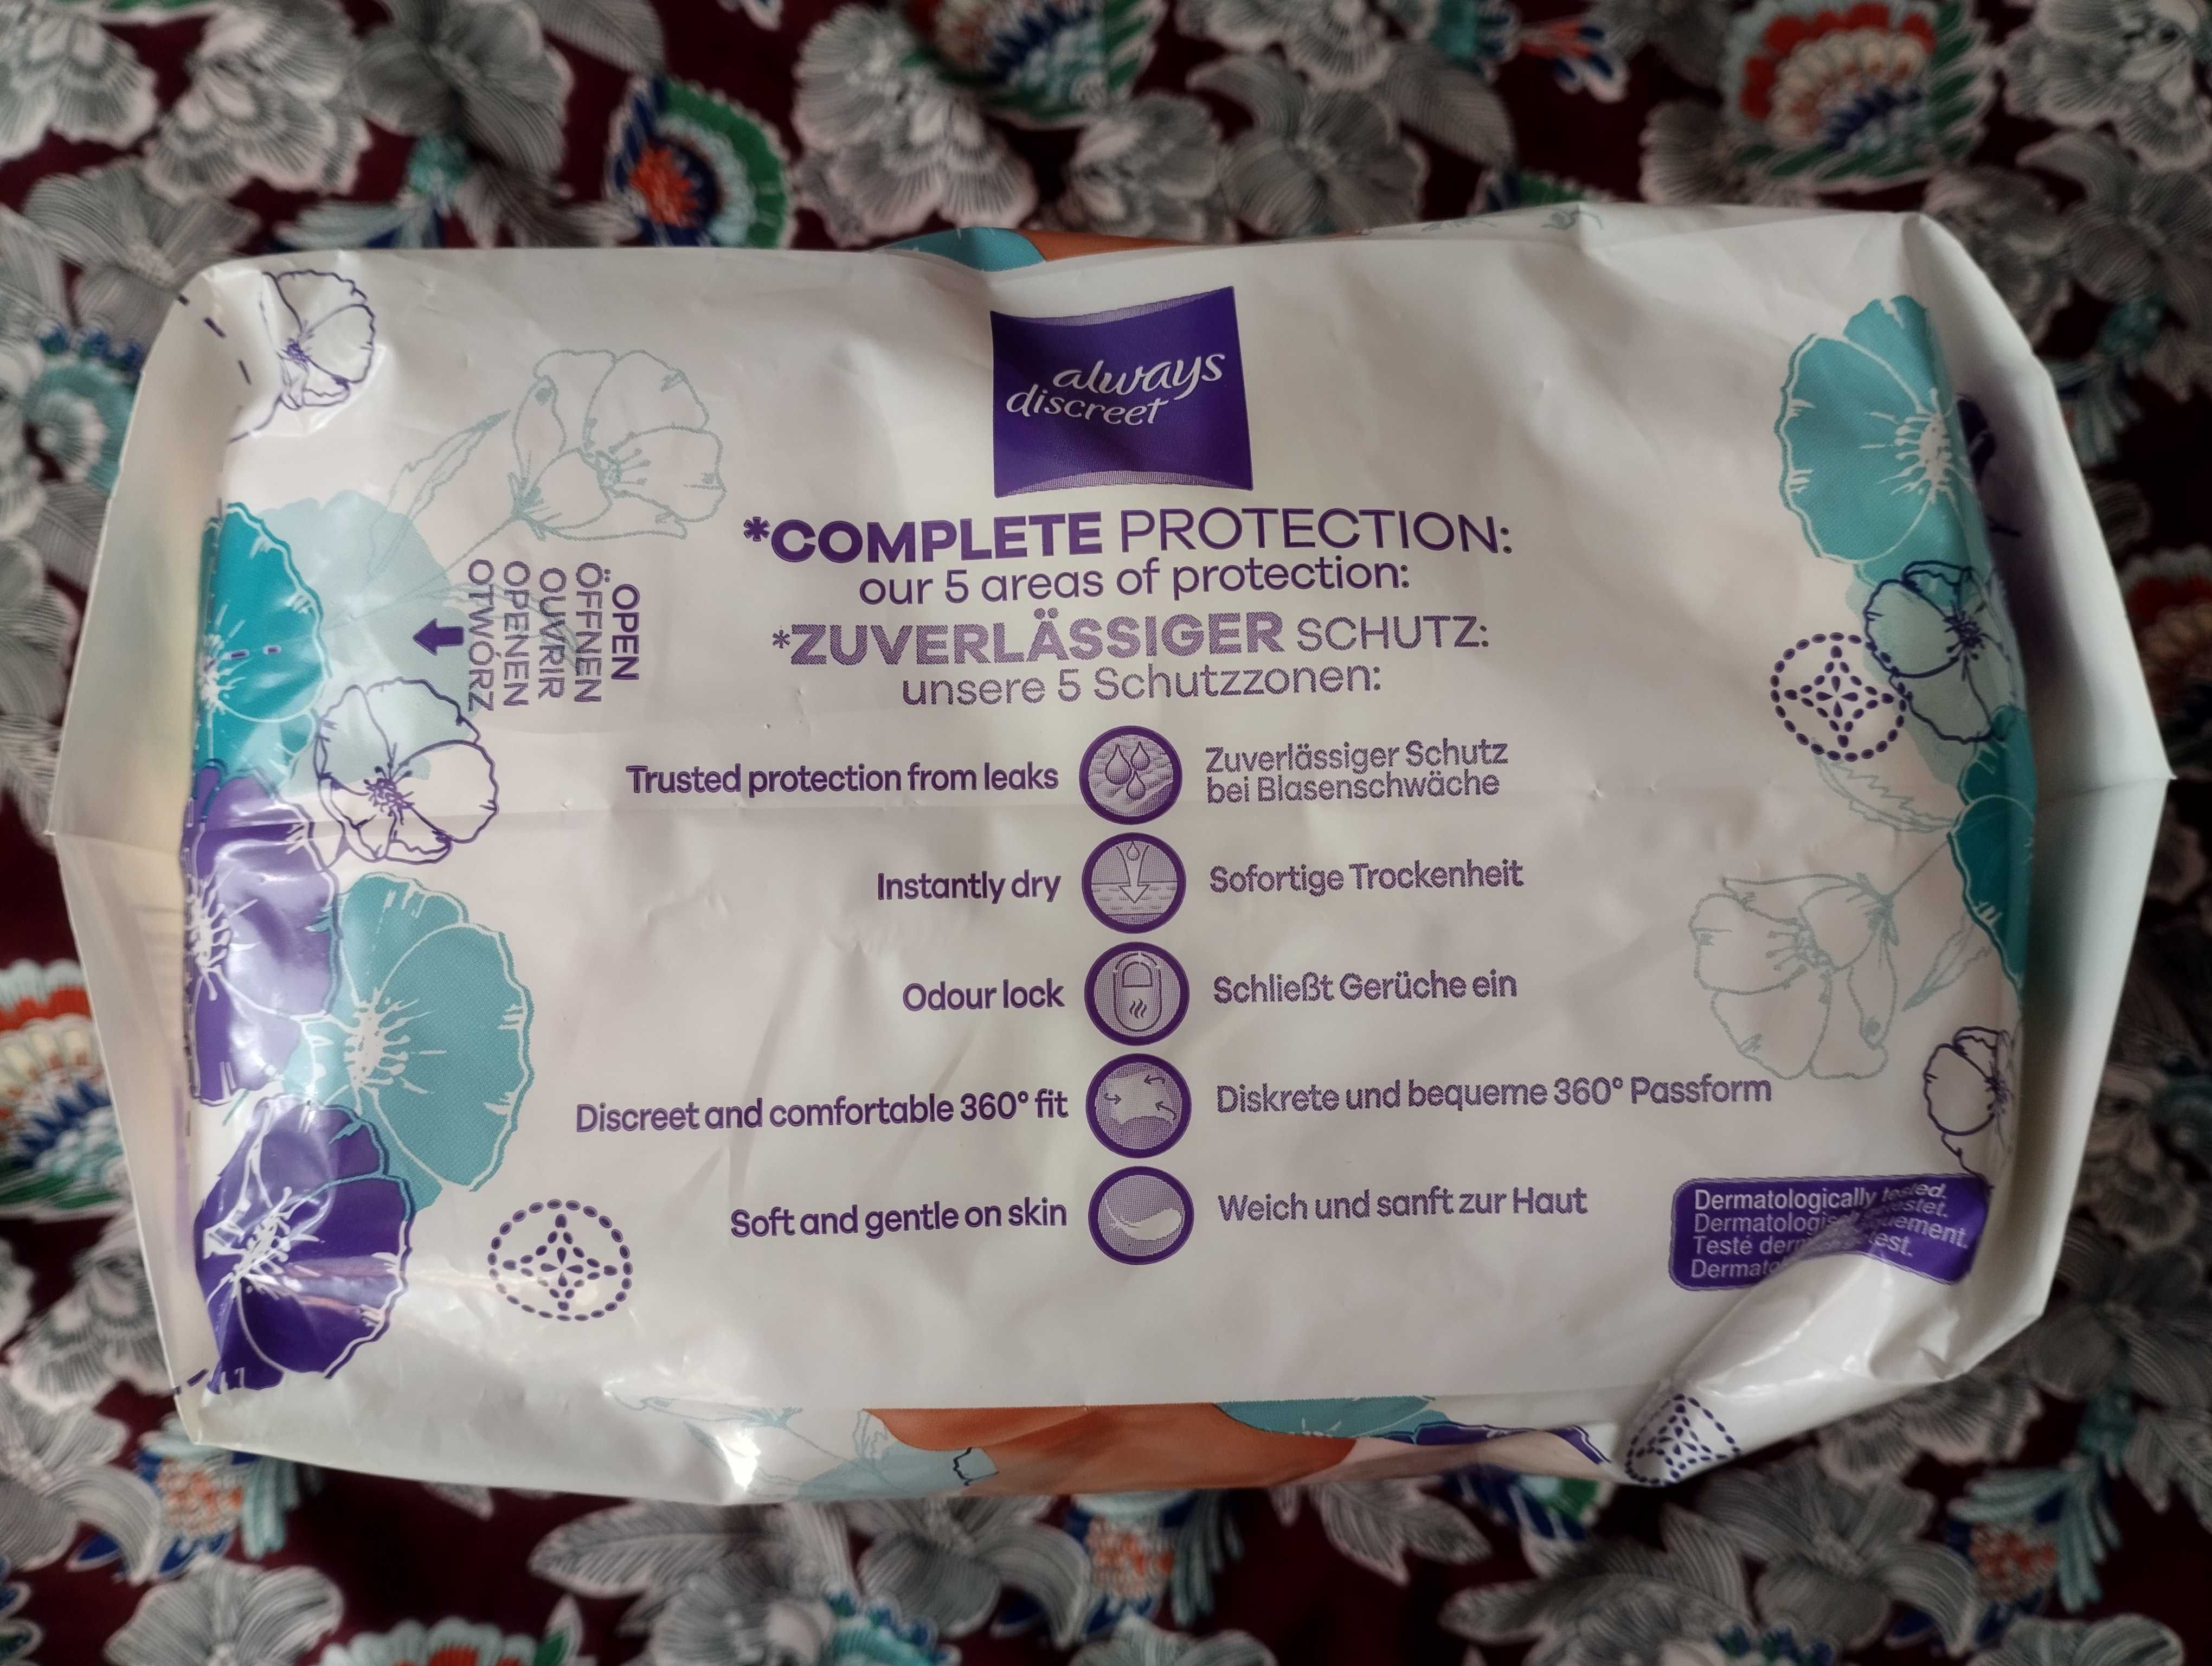 always
discreet
*COMPLETE PROTECTION:
our 5 areas of protection:
*ZUVERLÄSSIGER SCHUTZ:
unsere 5 Schutzzonen:
OPEN
ÖFFNEN
OUVRIR
OPENEN
OTWÓRZ
Trusted protection from leaks
Zuverlässiger Schutz
bei Blasenschwäche
Instantly dry
Sofortige Trockenheit
Odour lock
Schließt Gerüche ein
Discreet and comfortable 360° fit
Diskrete und bequeme 360° Passform
Soft and gentle on skin
Weich und sanft zur Haut
Dermatologically tested.
Testé